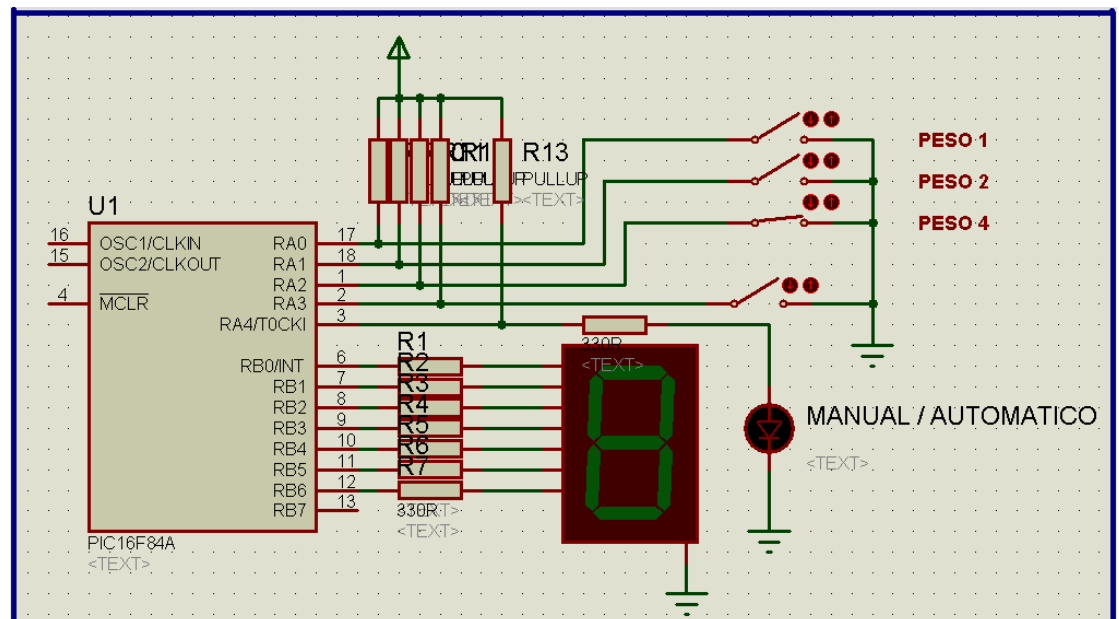 R13
PULLUP
<TEXT>
PESO 1
PESO 2
PESO 4
U1
16
15
4
OSC1/CLKIN
OSC2/CLKOUT
MCLR
RA0
RA1
RA2
RA3
RA4/T0CKI
RB0/INT
RB1
RB2
RB3
RB4
RB5
RB6
RB7
17
18
1
2
3
6
7
8
9
10
11
12
13
PIC16F84A
<TEXT>
R1
R2
R3
R4
R5
R6
R7
330R
<TEXT>
330R
<TEXT>
MANUAL / AUTOMATICO
<TEXT>